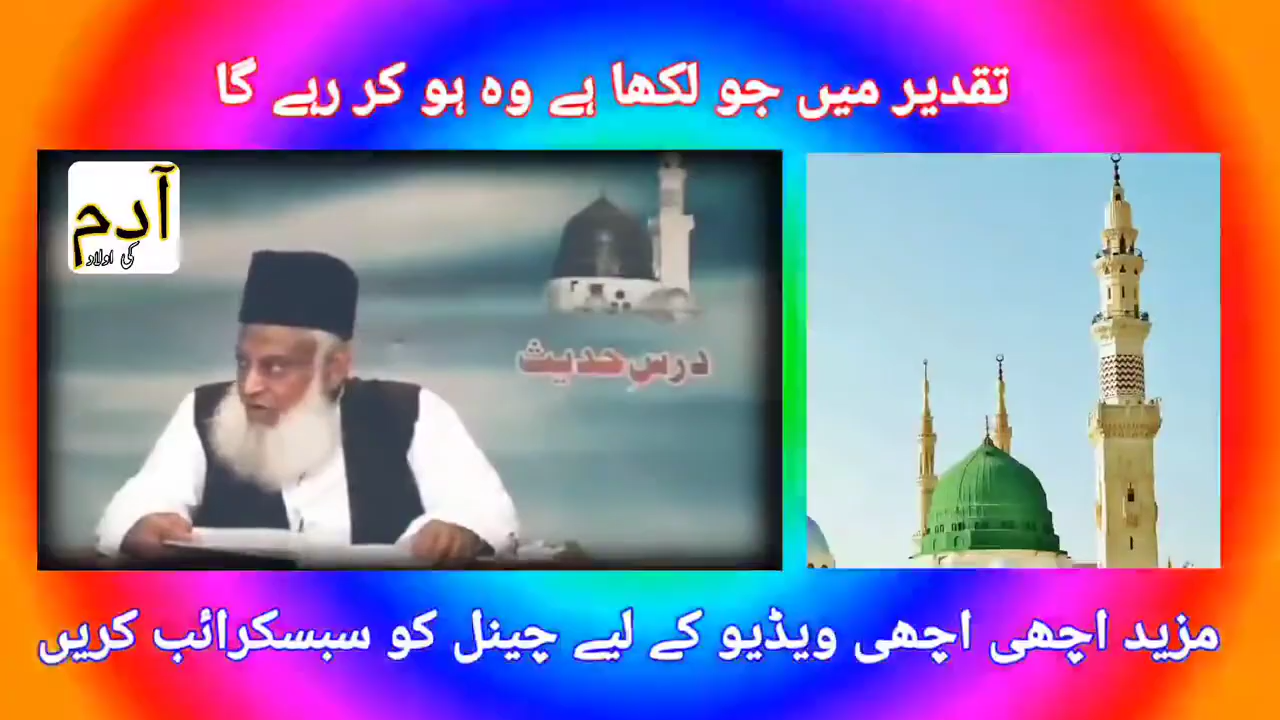 تقدیر میں جو لکھا ہے وہ ہو کر رہے گا
آدم
کی اولاد
درسِ حدیث
مزید اچھی اچھی ویڈیو کے لیے چینل کو سبسکرائب کریں